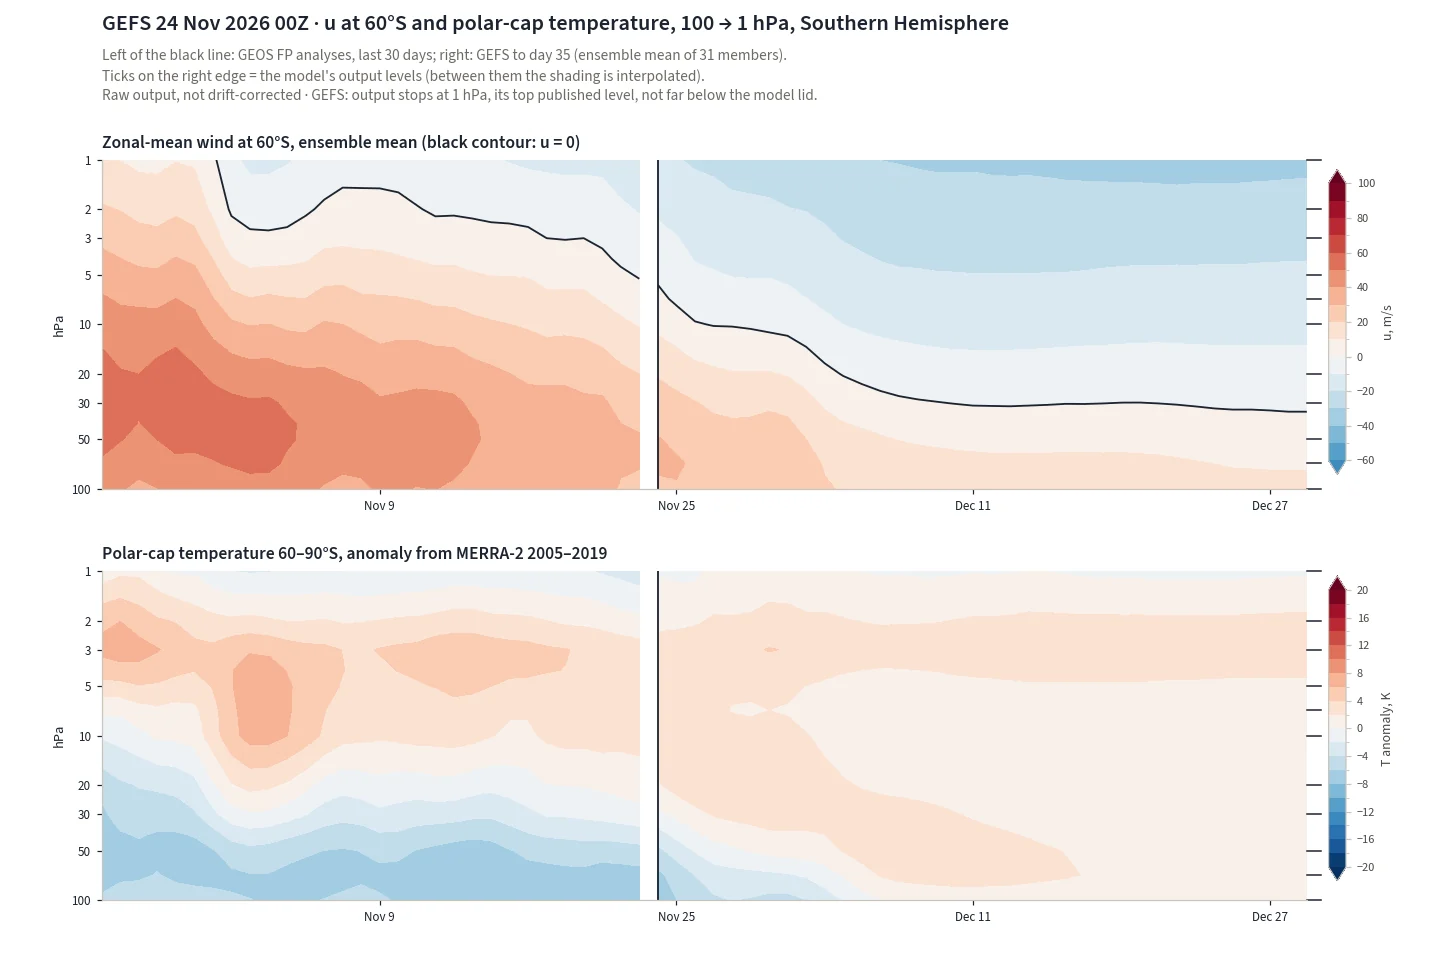 GEFS 24 Nov 2026 00Z · u at 60°S and polar-cap temperature, 100 → 1 hPa, Southern Hemisphere
Left of the black line: GEOS FP analyses, last 30 days; right: GEFS to day 35 (ensemble mean of 31 members).
Ticks on the right edge = the model's output levels (between them the shading is interpolated).
Raw output, not drift-corrected · GEFS: output stops at 1 hPa, its top published level, not far below the model lid.
Zonal-mean wind at 60°S, ensemble mean (black contour: u = 0)
1
2
3
5
10
20
30
50
100
hPa
Nov 9
Nov 25
Dec 11
Dec 27
100
80
60
40
20
0
−20
−40
−60
u, m/s
Polar-cap temperature 60–90°S, anomaly from MERRA-2 2005–2019
1
2
3
5
10
20
30
50
100
hPa
Nov 9
Nov 25
Dec 11
Dec 27
20
16
12
8
4
0
−4
−8
−12
−16
−20
T anomaly, K